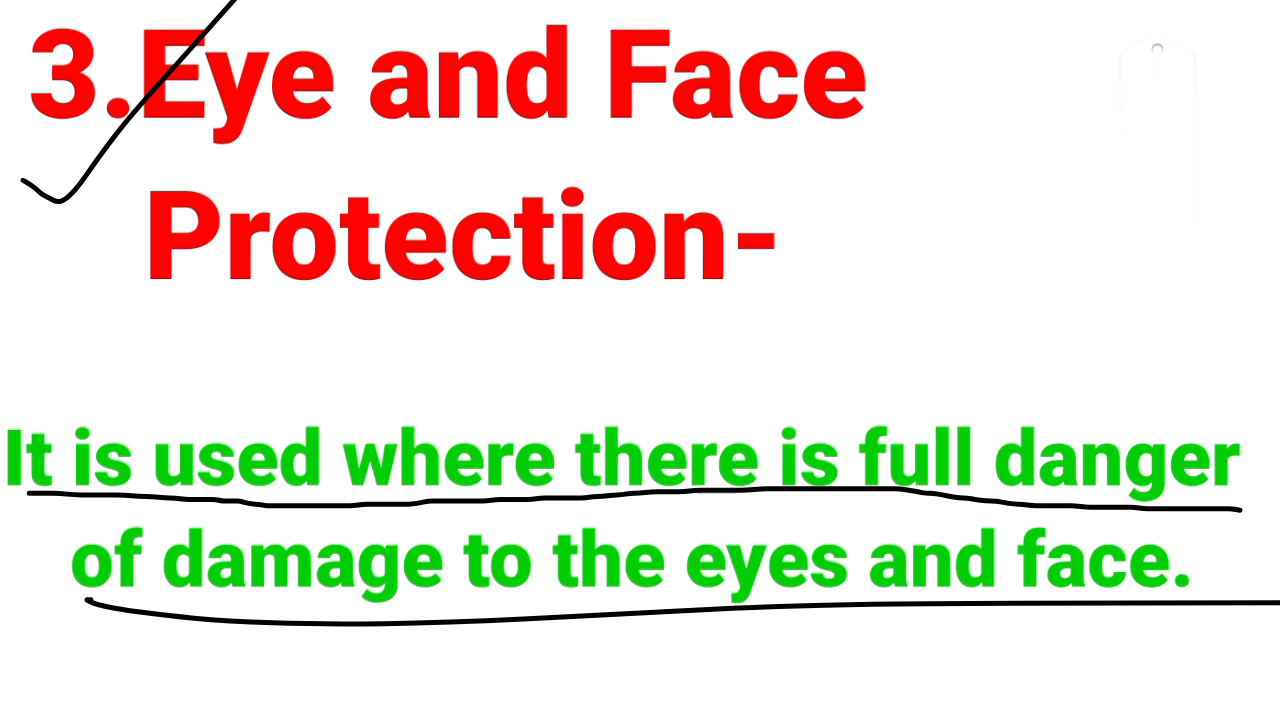 3.Eye and Face
Protection-
It is used where there is full danger
of damage to the eyes and face.